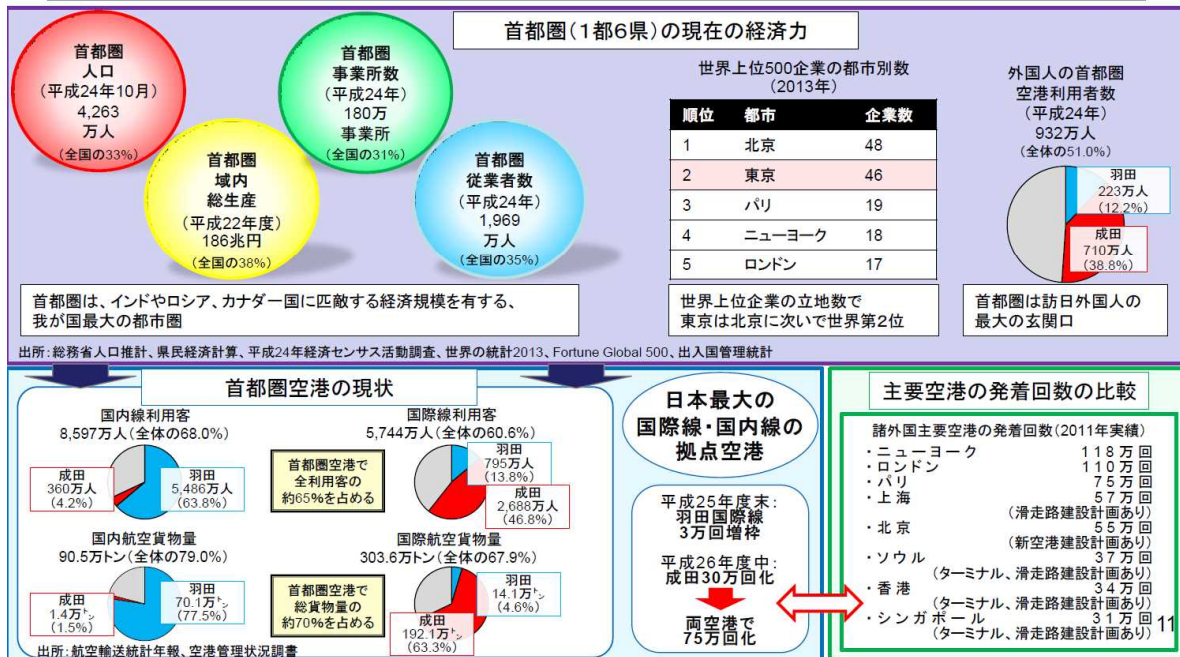 首都圏(1都6県)の現在の経済力
首都圏
人口
(平成24年10月)
4,263
万人
(全国の33%)
首都圏
事業所数
(平成24年)
180万
事業所
(全国の31%)
首都圏
域内
総生産
(平成22年度)
186兆円
(全国の38%)
首都圏
従業者数
(平成24年)
1,969
万人
(全国の35%)
首都圏は、インドやロシア、カナダ一国に匹敵する経済規模を有する、
我が国最大の都市圏
世界上位500企業の都市別数
(2013年)
順位 都市 企業数
1 北京 48
2 東京 46
3 パリ 19
4 ニューヨーク 18
5 ロンドン 17
世界上位企業の立地数で
東京は北京に次いで世界第2位
外国人の首都圏
空港利用者数
(平成24年)
932万人
(全体の51.0%)
羽田
223万人
(12.2%)
成田
710万人
(38.8%)
首都圏は訪日外国人の
最大の玄関口
出所:総務省人口推計、県民経済計算、平成24年経済センサス活動調査、世界の統計2013、Fortune Global 500、出入国管理統計
首都圏空港の現状
国内線利用客
8,597万人(全体の68.0%)
成田
360万人
(4.2%)
羽田
5,486万人
(63.8%)
首都圏空港で
全利用客の
約65%を占める
国際線利用客
5,744万人(全体の60.6%)
羽田
795万人
(13.8%)
成田
2,688万人
(46.8%)
国内航空貨物量
90.5万トン(全体の79.0%)
成田
1.4万トン
(1.5%)
羽田
70.1万トン
(77.5%)
首都圏空港で
総貨物量の
約70%を占める
国際航空貨物量
303.6万トン(全体の67.9%)
羽田
14.1万トン
(4.6%)
成田
192.1万トン
(63.3%)
出所:航空輸送統計年報、空港管理状況調書
日本最大の
国際線・国内線の
拠点空港
平成25年度末:
羽田国際線
3万回増枠
平成26年度中:
成田30万回化
両空港で
75万回化
主要空港の発着回数の比較
諸外国主要空港の発着回数(2011年実績)
・ニューヨーク 118万回
・ロンドン 110万回
・パリ 75万回
・上海 57万回
(滑走路建設計画あり)
・北京 55万回
(新空港建設計画あり)
・ソウル 37万回
(ターミナル、滑走路建設計画あり)
・香港 34万回
(ターミナル、滑走路建設計画あり)
・シンガポール 31万回
(ターミナル、滑走路建設計画あり)
11